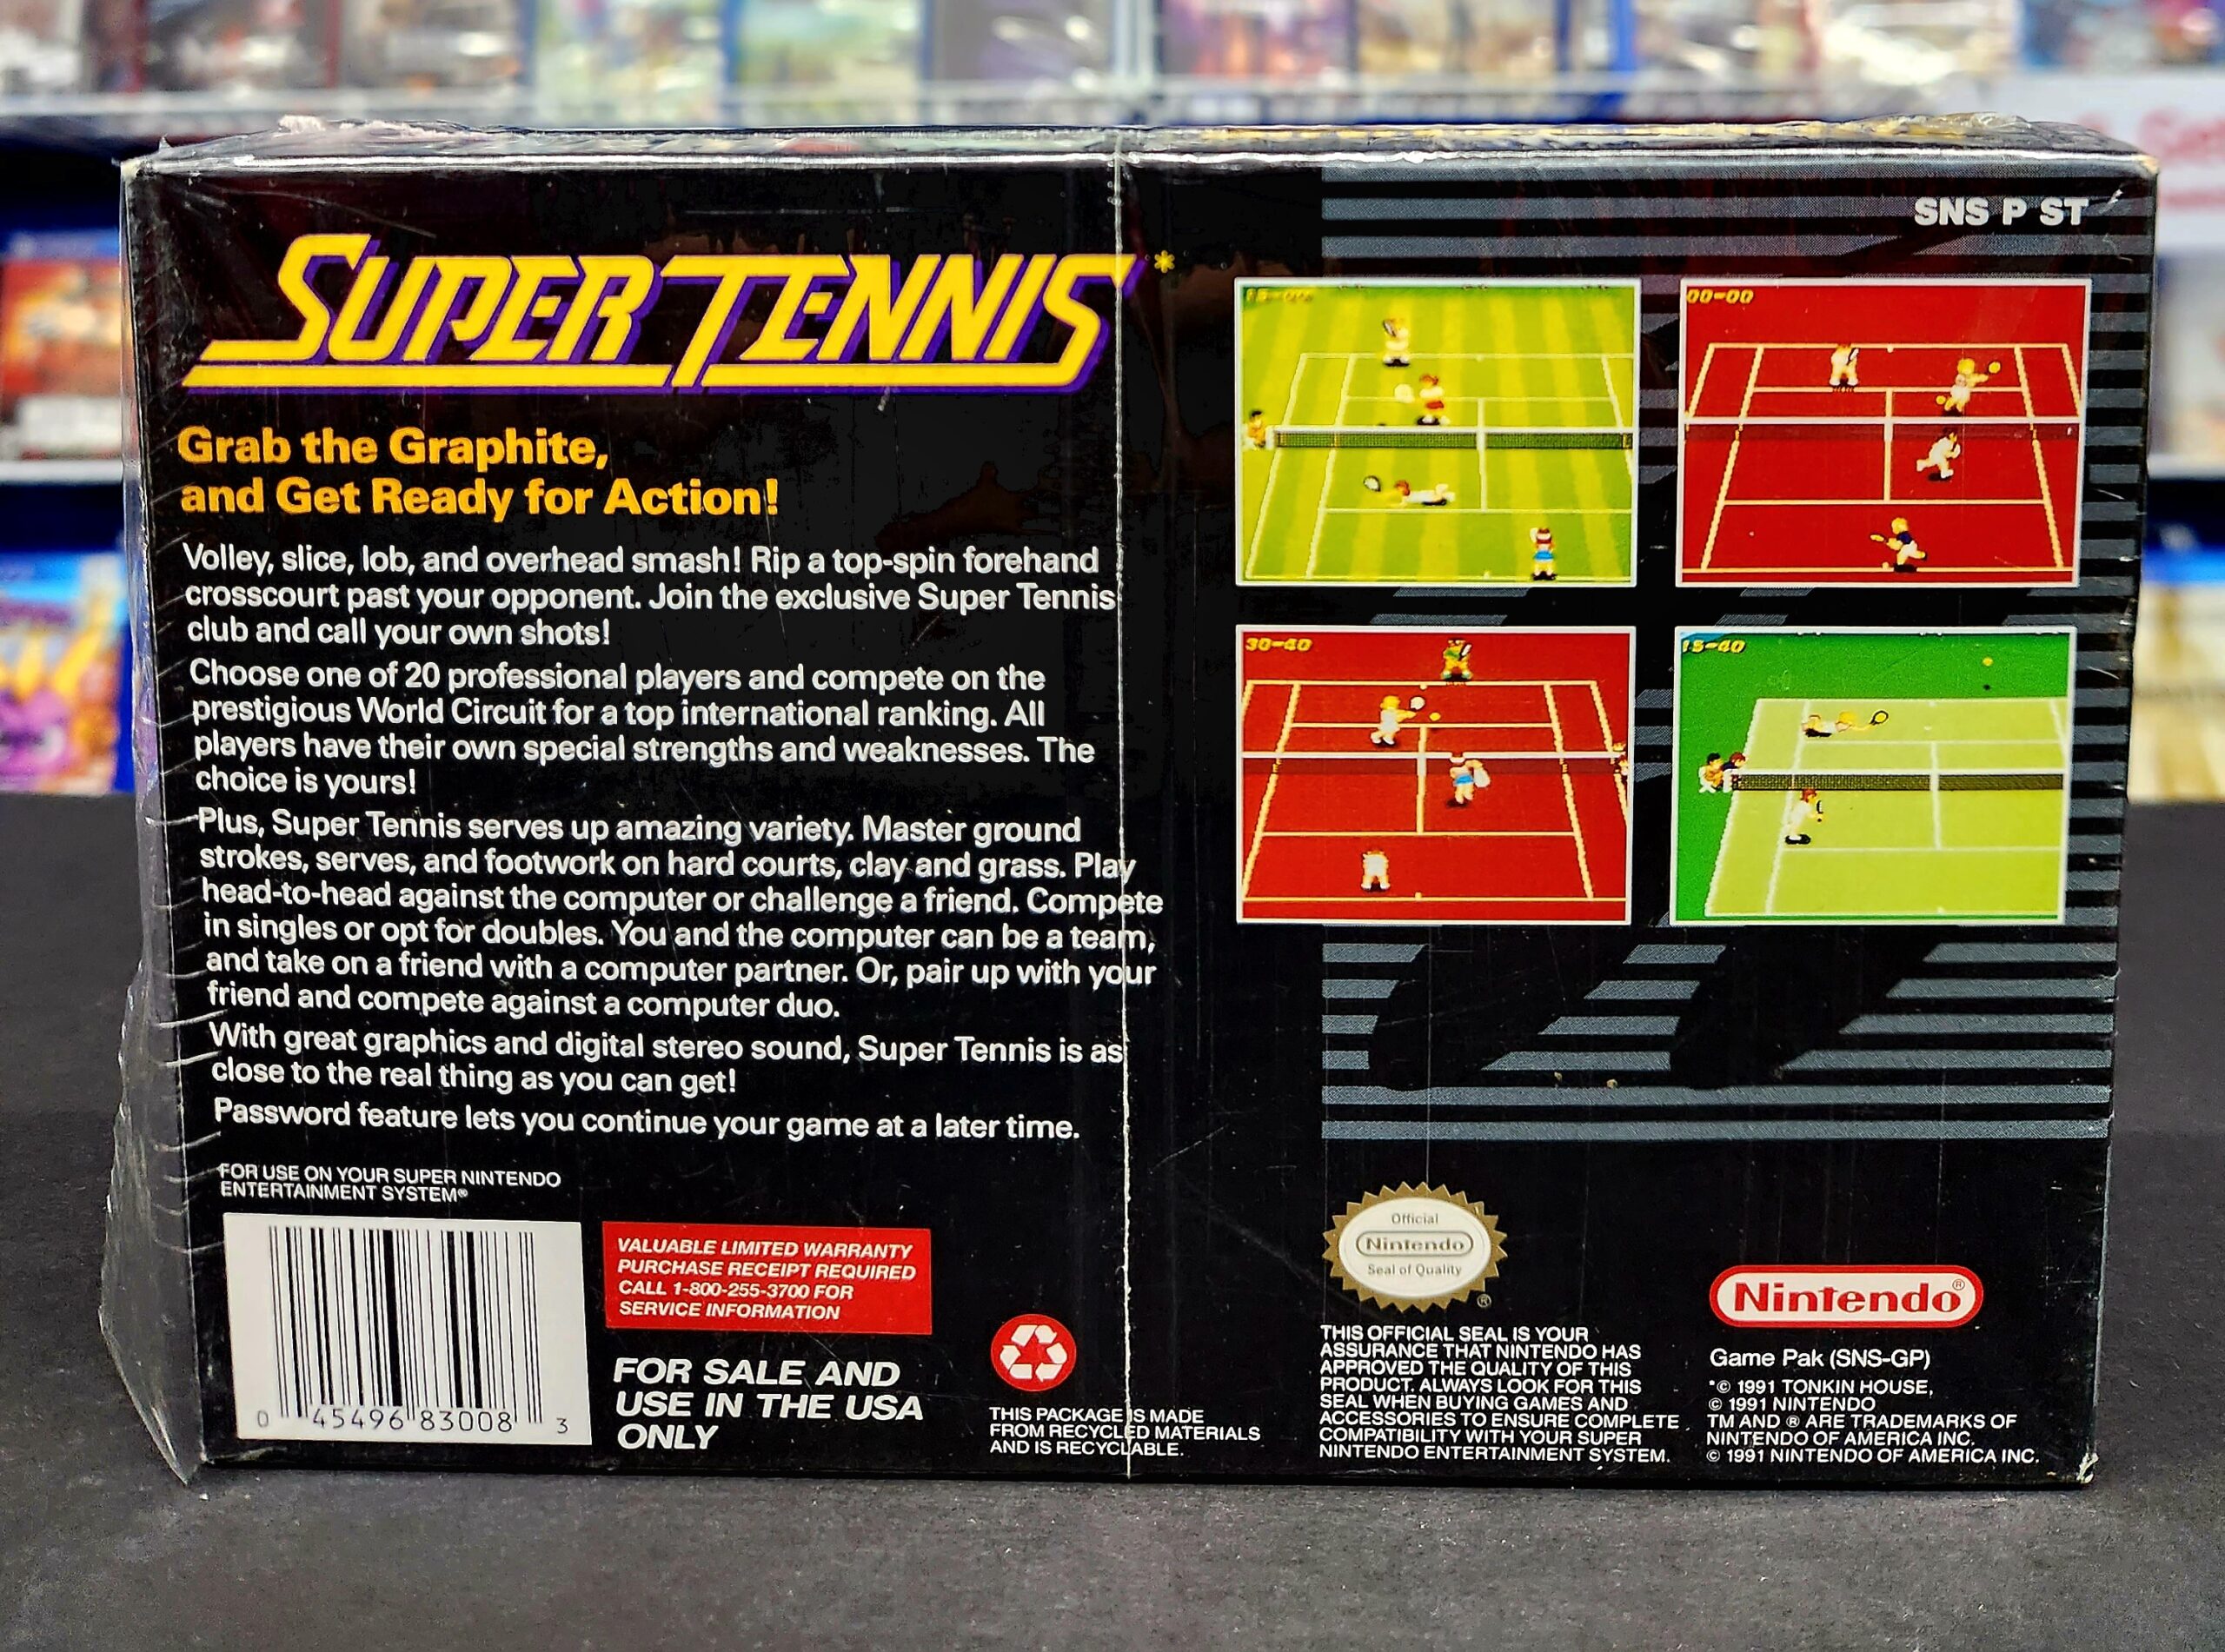 SUPER TENNIS*
Grab the Graphite,
and Get Ready for Action!
Volley, slice, lob, and overhead smash! Rip a top-spin forehand
crosscourt past your opponent. Join the exclusive Super Tennis
club and call your own shots!
Choose one of 20 professional players and compete on the
prestigious World Circuit for a top international ranking. All
players have their own special strengths and weaknesses. The
choice is yours!
Plus, Super Tennis serves up amazing variety. Master ground
strokes, serves, and footwork on hard courts, clay and grass. Play
head-to-head against the computer or challenge a friend. Compete
in singles or opt for doubles. You and the computer can be a team,
and take on a friend with a computer partner. Or, pair up with your
friend and compete against a computer duo.
With great graphics and digital stereo sound, Super Tennis is as
close to the real thing as you can get!
Password feature lets you continue your game at a later time.
FOR USE ON YOUR SUPER NINTENDO
ENTERTAINMENT SYSTEM®
0 45496 83008 3
VALUABLE LIMITED WARRANTY
PURCHASE RECEIPT REQUIRED
CALL 1-800-255-3700 FOR
SERVICE INFORMATION
FOR SALE AND
USE IN THE USA
ONLY
THIS PACKAGE IS MADE
FROM RECYCLED MATERIALS
AND IS RECYCLABLE.
SNS P ST
00-00
30-40
15-40
Official
Nintendo
Seal of Quality
®
THIS OFFICIAL SEAL IS YOUR
ASSURANCE THAT NINTENDO HAS
APPROVED THE QUALITY OF THIS
PRODUCT. ALWAYS LOOK FOR THIS
SEAL WHEN BUYING GAMES AND
ACCESSORIES TO ENSURE COMPLETE
COMPATIBILITY WITH YOUR SUPER
NINTENDO ENTERTAINMENT SYSTEM.
Nintendo®
Game Pak (SNS-GP)
*© 1991 TONKIN HOUSE,
© 1991 NINTENDO
TM AND ® ARE TRADEMARKS OF
NINTENDO OF AMERICA INC.
© 1991 NINTENDO OF AMERICA INC.